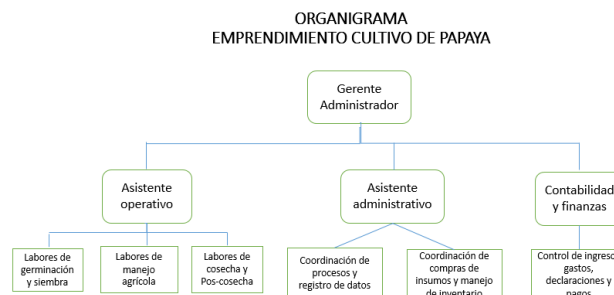 ORGANIGRAMA
EMPRENDIMIENTO CULTIVO DE PAPAYA
Gerente
Administrador
Asistente
operativo
Asistente
administrativo
Contabilidad
y finanzas
Labores de
germinación
y siembra
Labores de
manejo
agrícola
Labores de
cosecha y
Pos-cosecha
Coordinación de
procesos y
registro de datos
Coordinación de
compras de
insumos y manejo
de inventario
Control de ingreso
gastos,
declaraciones y
pagos